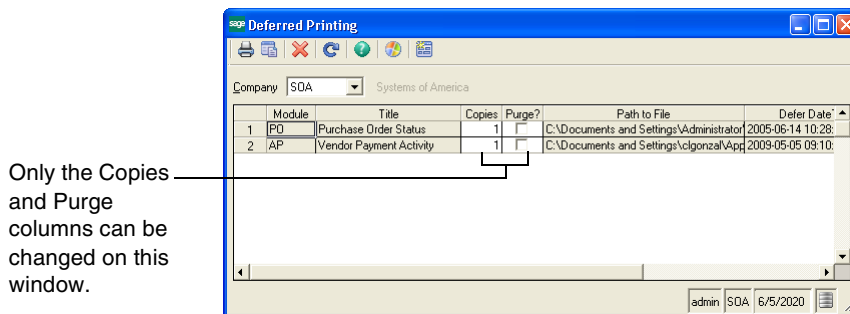 sage Deferred Printing
Company SOA Systems of America
Module Title Copies Purge? Path to File Defer Date
1 PO Purchase Order Status 1 C:\Documents and Settings\Administrator 2005-06-14 10:28:
2 AP Vendor Payment Activity 1 C:\Documents and Settings\clgonzal\App 2009-05-05 09:10:
Only the Copies
and Purge
columns can be
changed on this
window.
admin SOA 6/5/2020